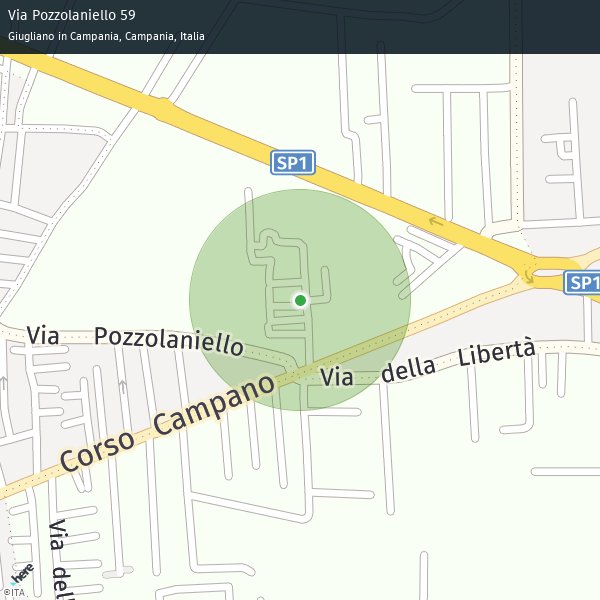 Via Pozzolaniello 59
Giugliano in Campania, Campania, Italia
SP1
SP1
Via Pozzolaniello
Via della Libertà
Corso Campano
Via del
here
©ITA